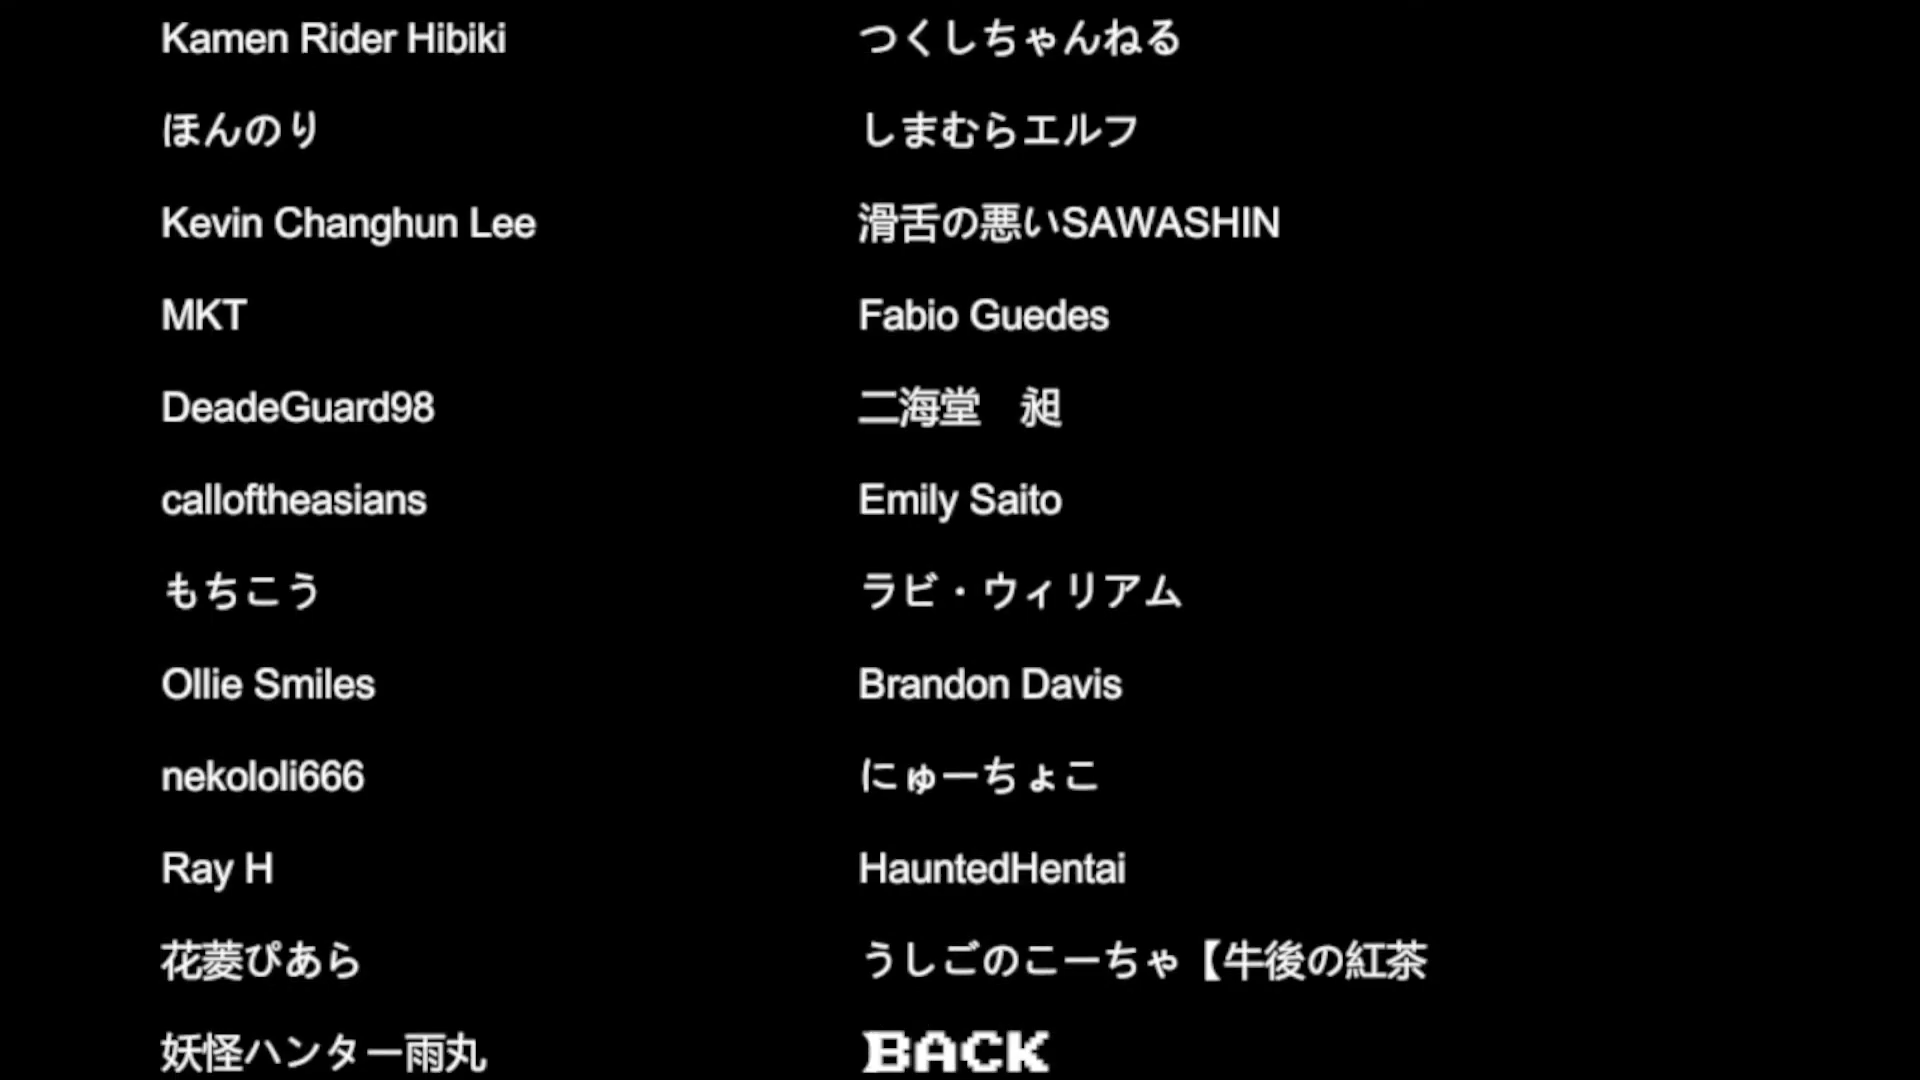 Kamen Rider Hibiki
つくしちゃんねる
ほんのり
しまむらエルフ
Kevin Changhun Lee
滑舌の悪いSAWASHIN
MKT
Fabio Guedes
DeadeGuard98
二海堂　昶
calloftheasians
Emily Saito
もちこう
ラビ・ウィリアム
Ollie Smiles
Brandon Davis
nekololi666
にゅーちょこ
Ray H
HauntedHentai
花菱ぴあら
うしごのこーちゃ【牛後の紅茶
妖怪ハンター雨丸
BACK